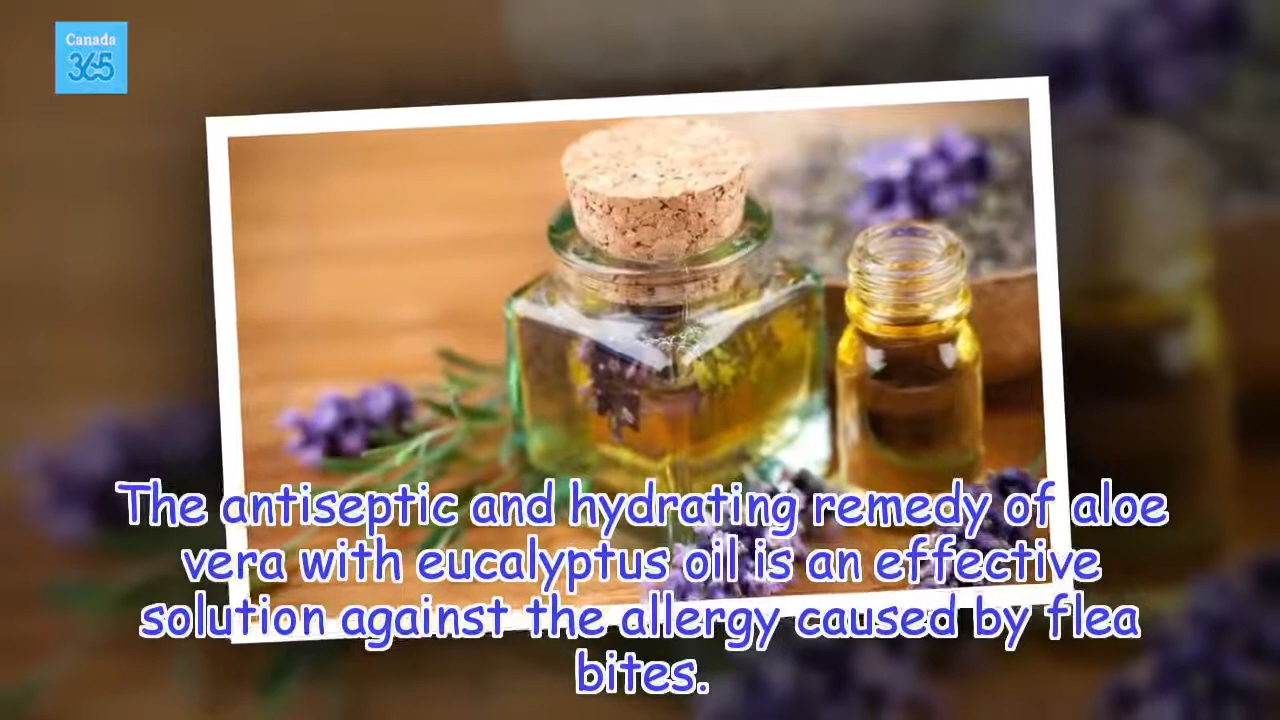 Canada
365
The antiseptic and hydrating remedy of aloe
vera with eucalyptus oil is an effective
solution against the allergy caused by flea
bites.